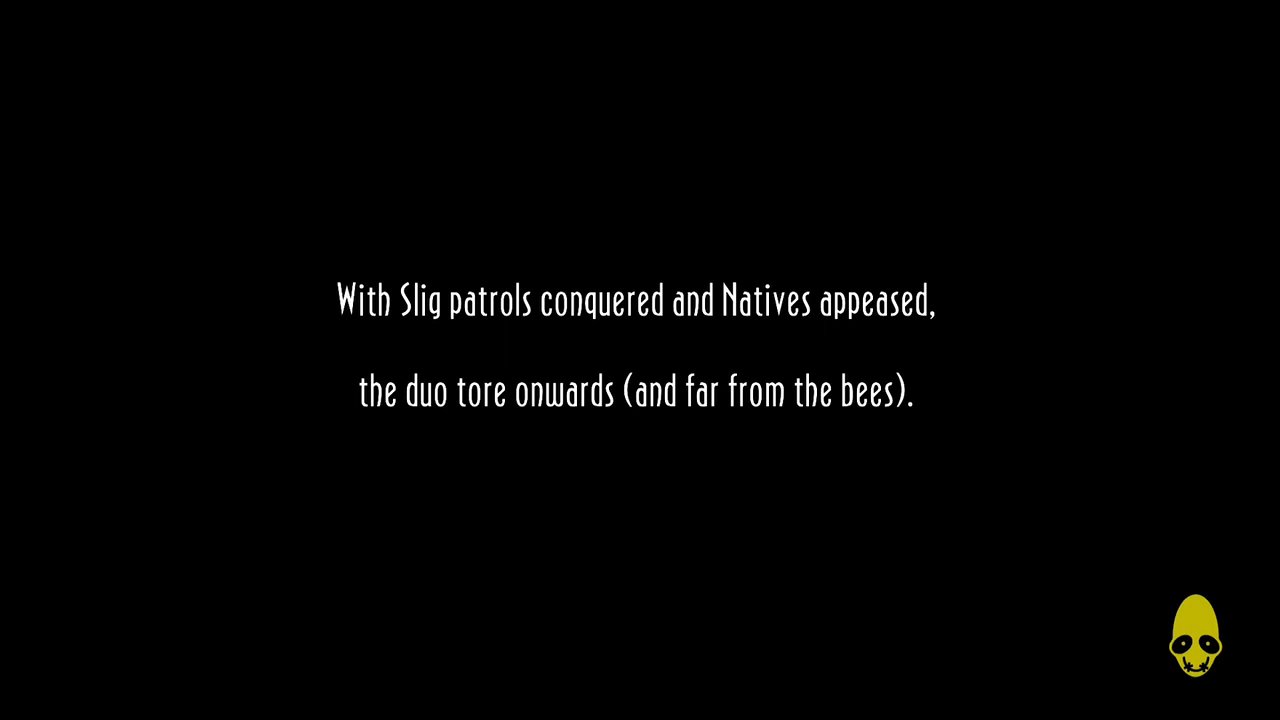 With Slig patrols conquered and Natives appeased,
the duo tore onwards (and far from the bees).